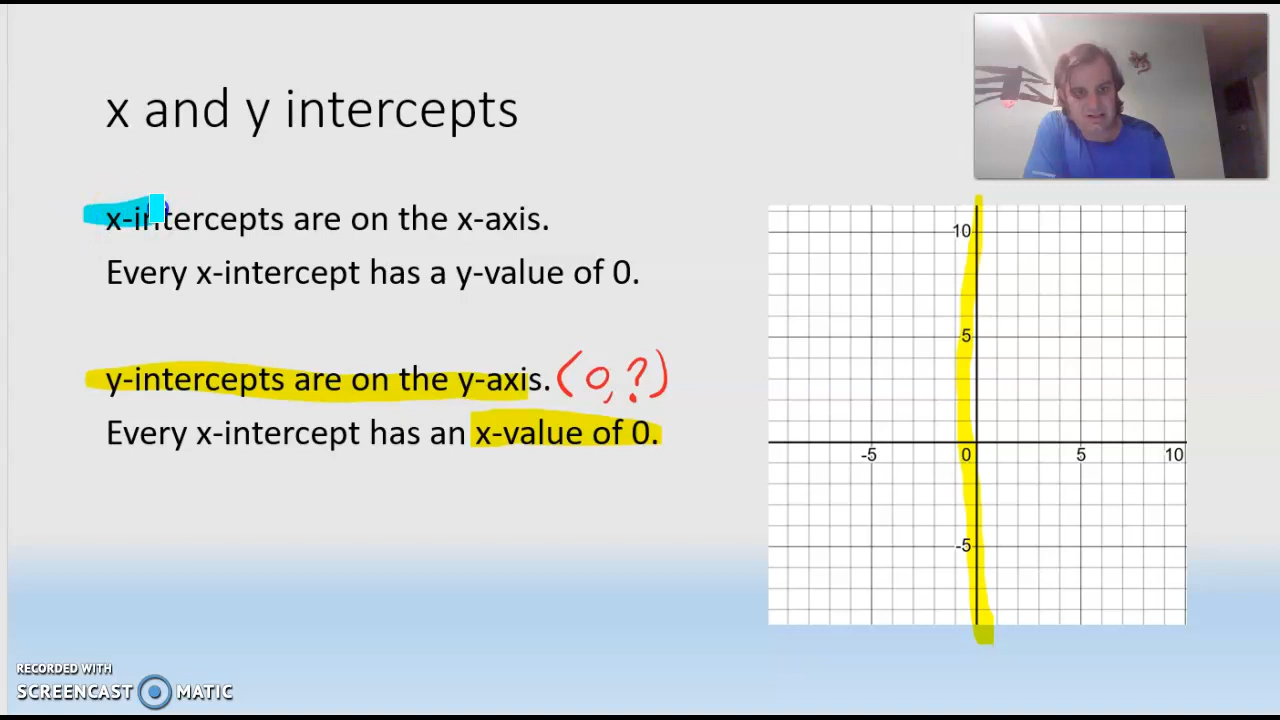 x and y intercepts
x-intercepts are on the x-axis.
Every x-intercept has a y-value of 0.
y-intercepts are on the y-axis. (0, ?)
Every x-intercept has an x-value of 0.
10
5
-5 0 5 10
-5
RECORDED WITH
SCREENCAST MATIC